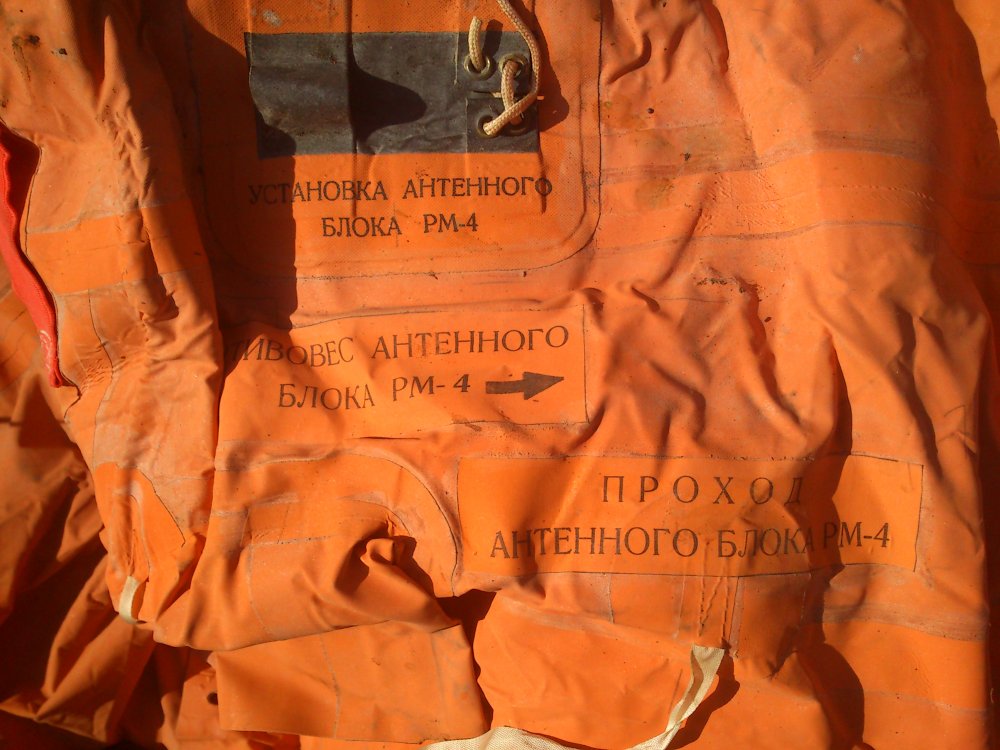 УСТАНОВКА АНТЕННОГО
БЛОКА РМ-4
АНТЕННОГО
БЛОКА РМ-4
ПРОХОД
АНТЕННОГО БЛОКА РМ-4